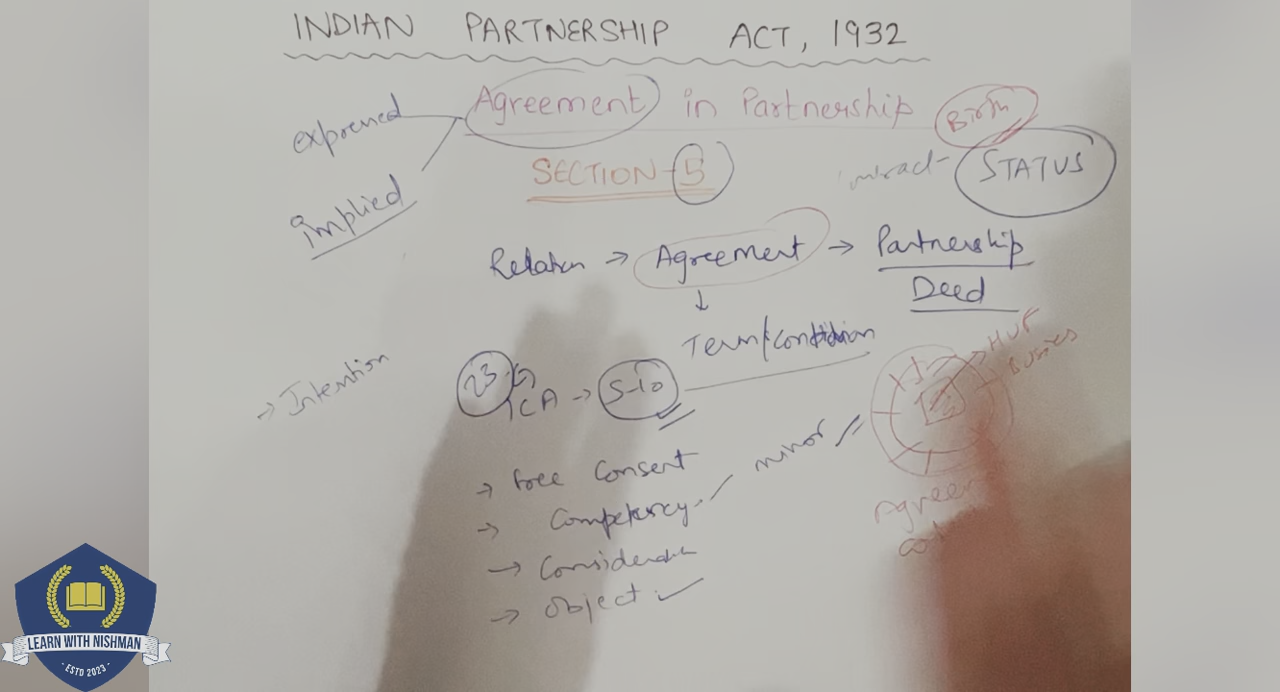 INDIAN PARTNERSHIP ACT, 1932
Agreement in Partnership Birth
expressed
SECTION-5
STATUS
implied
Relation → Agreement → Partnership
Deed
↓
Term/Condition
→ Intention
23
ICA → S-10
HUF
→ free Consent
→ Competency minor
→ Consideration
→ object ✓
LEARN WITH NISHMAN
- ESTD 2023 -